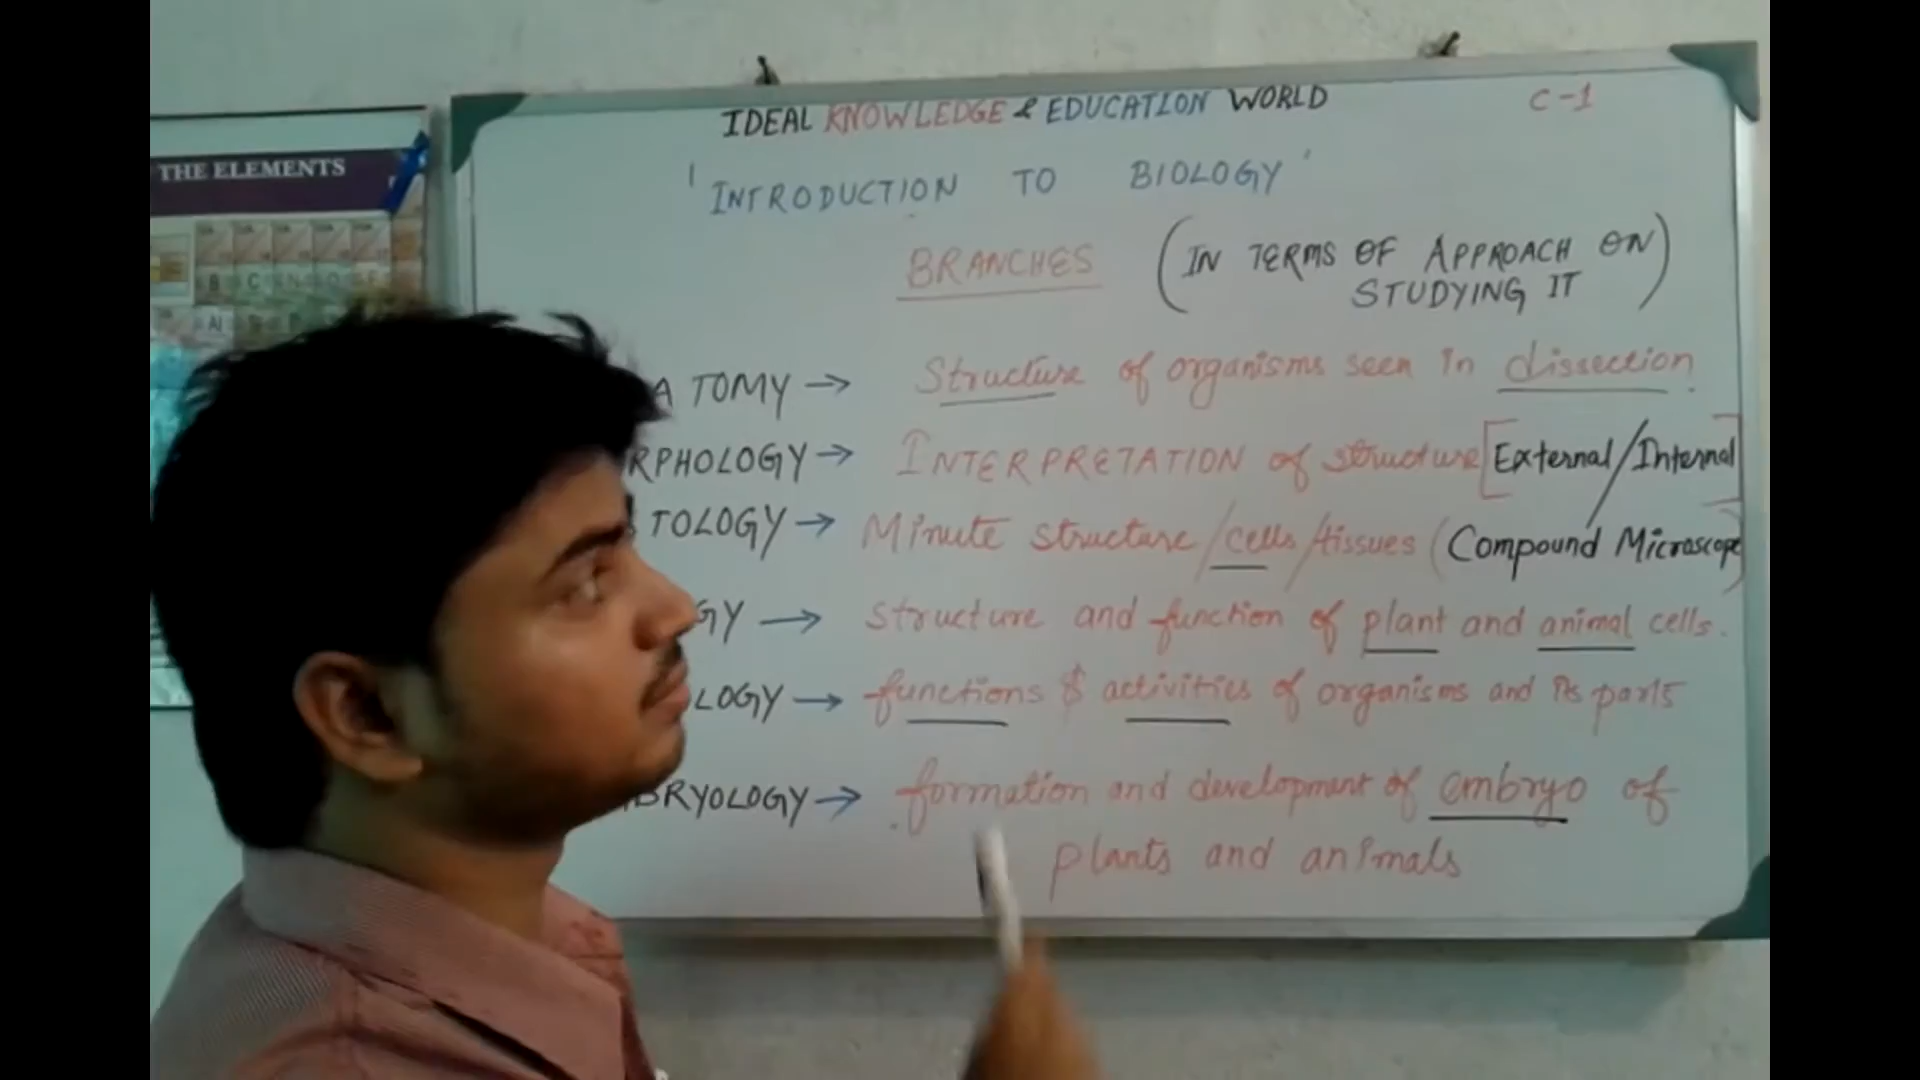 IDEAL KNOWLEDGE & EDUCATION WORLD
C-1
THE ELEMENTS
'INTRODUCTION TO BIOLOGY'
BRANCHES (IN TERMS OF APPROACH ON
STUDYING IT)
ATOMY → Structure of organisms seen in dissection.
RPHOLOGY → INTERPRETATION of structure [External/Internal]
TOLOGY → Minute structure/cells/tissues (Compound Microscope)
GY → structure and function of plant and animal cells.
LOGY → functions & activities of organisms and its parts
BRYOLOGY → formation and development of embryo of
plants and animals